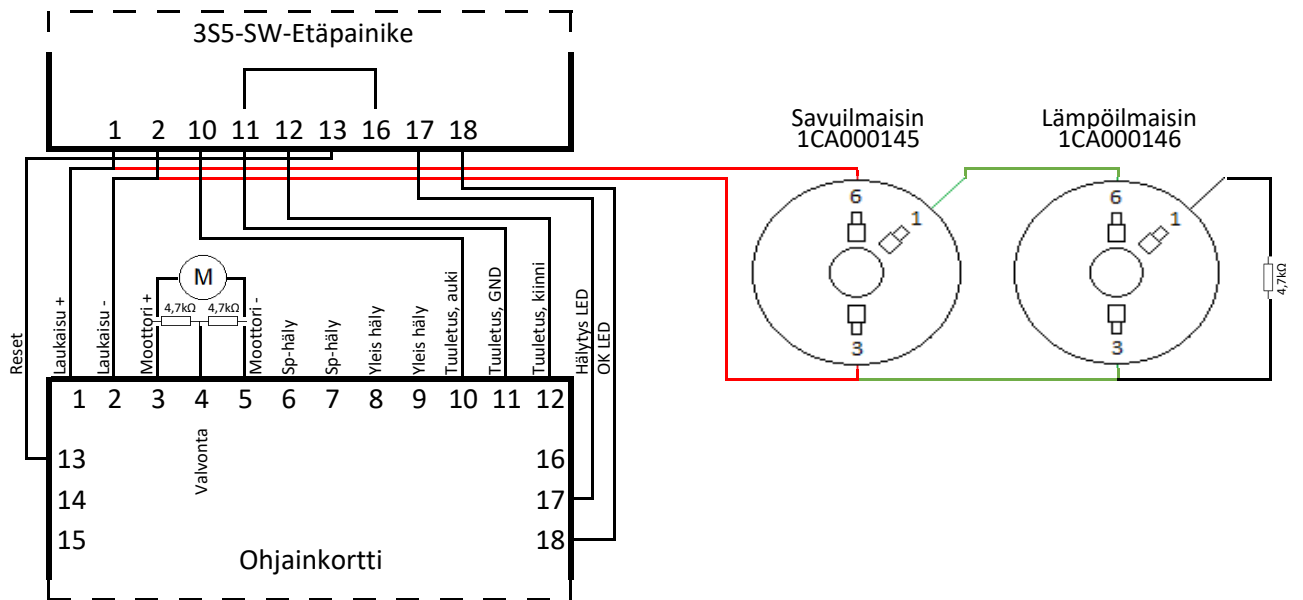 3S5-SW-Etäpainike
1 2 10 11 12 13 16 17 18
Savuilmaisin
1CA000145
Lämpöilmaisin
1CA000146
6
1
3
6
1
3
4,7kΩ
M
4,7kΩ
4,7kΩ
Reset
Laukaisu +
Laukaisu -
Moottori +
Moottori -
Sp-häly
Sp-häly
Yleis häly
Yleis häly
Tuuletus, auki
Tuuletus, GND
Tuuletus, kiinni
Hälytys LED
OK LED
1 2 3 4 5 6 7 8 9 10 11 12
Valvonta
13
14
15
16
17
18
Ohjainkortti